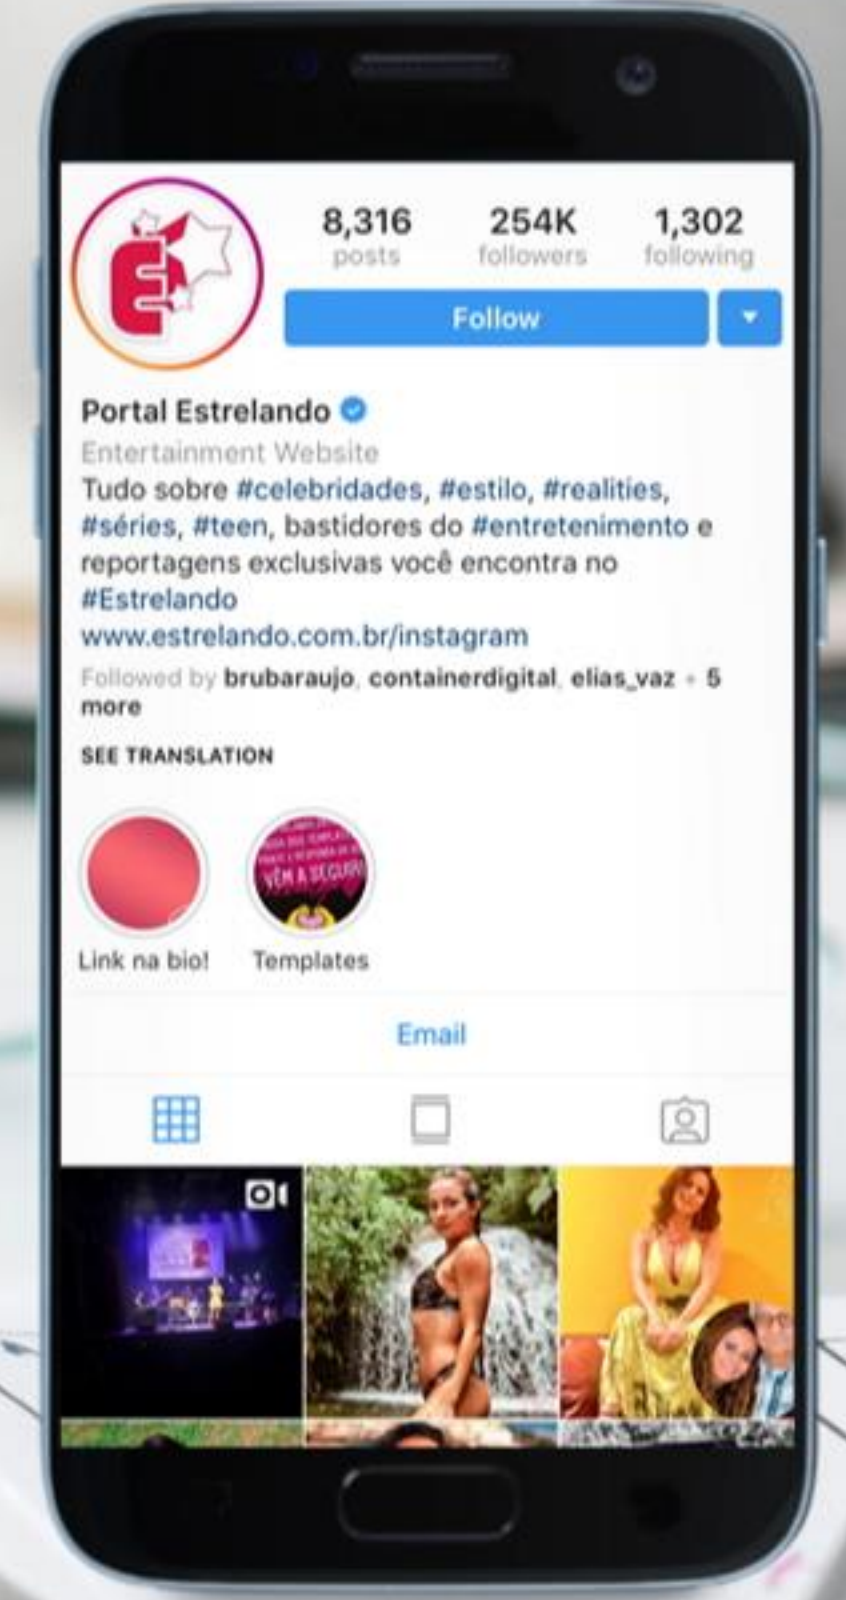 8,316 254K 1,302
posts followers following
Follow
Portal Estrelando
Entertainment Website
Tudo sobre #celebridades, #estilo, #realities,
#séries, #teen, bastidores do #entretenimento e
reportagens exclusivas você encontra no
#Estrelando
www.estrelando.com.br/instagram
Followed by brubaraujo, containerdigital, elias_vaz + 5
more
SEE TRANSLATION
VÊM A SEGUIR!
Link na bio! Templates
Email